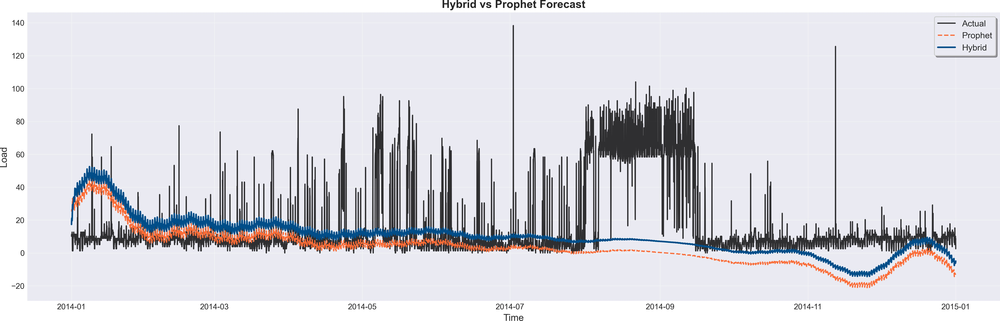 Hybrid vs Prophet Forecast
140
120
100
80
60
40
20
0
−20
Load
Actual
Prophet
Hybrid
2014-01 2014-03 2014-05 2014-07 2014-09 2014-11 2015-01
Time